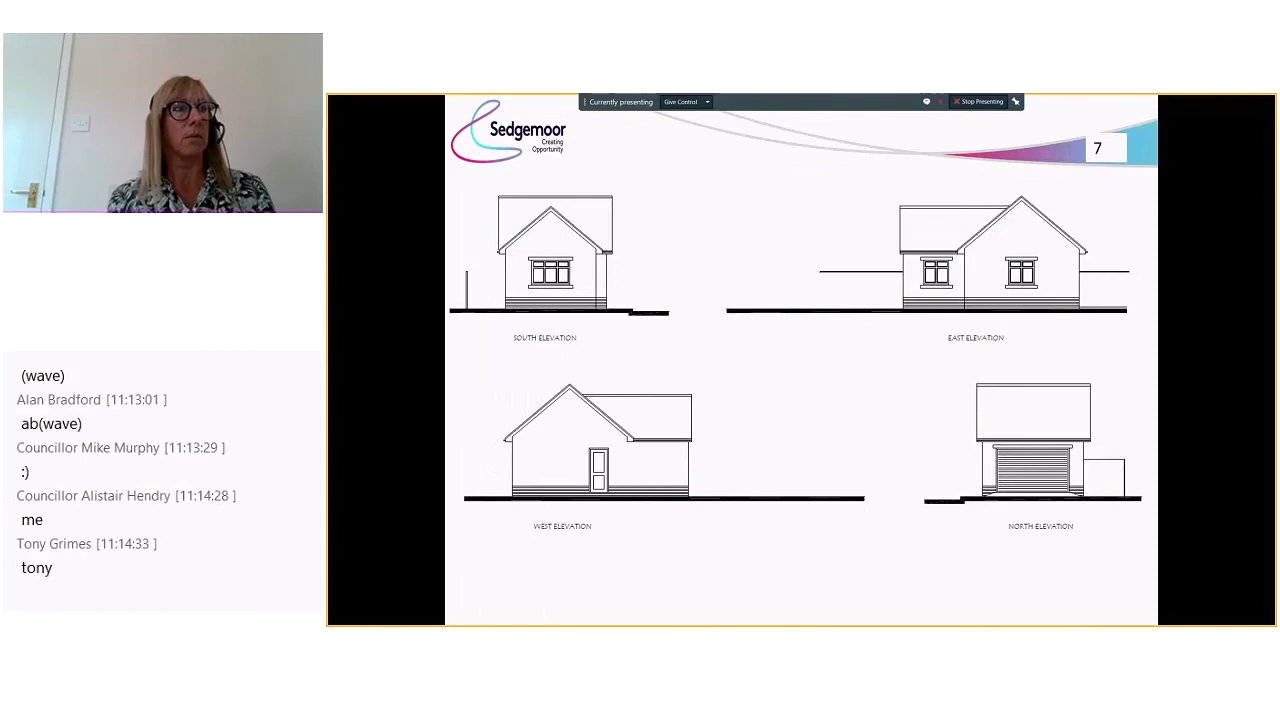 Currently presenting
Give Control
Stop Presenting
Sedgemoor
Creating
Opportunity
7
SOUTH ELEVATION
EAST ELEVATION
WEST ELEVATION
NORTH ELEVATION
(wave)
Alan Bradford [11:13:01 ]
ab(wave)
Councillor Mike Murphy [11:13:29 ]
:)
Councillor Alistair Hendry [11:14:28 ]
me
Tony Grimes [11:14:33 ]
tony